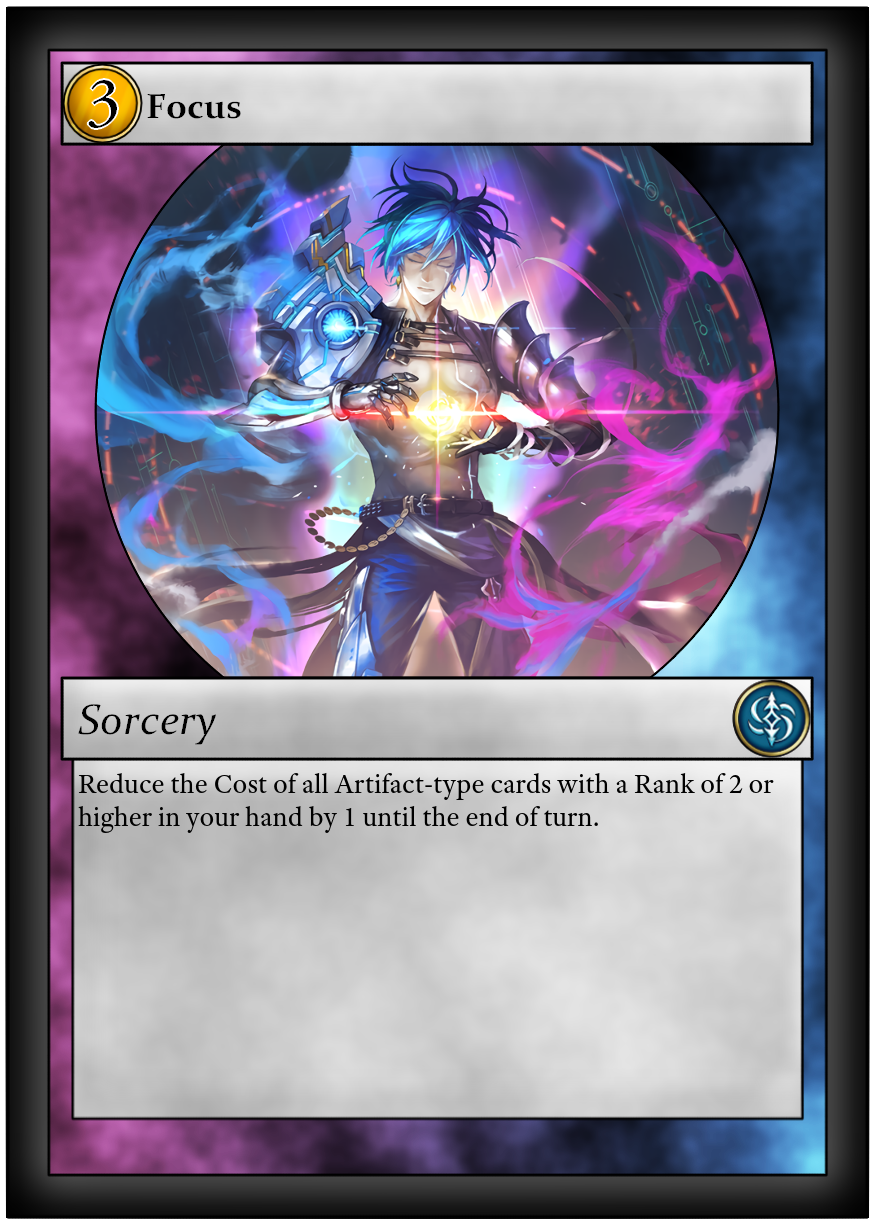 3 Focus
Sorcery
Reduce the Cost of all Artifact-type cards with a Rank of 2 or
higher in your hand by 1 until the end of turn.